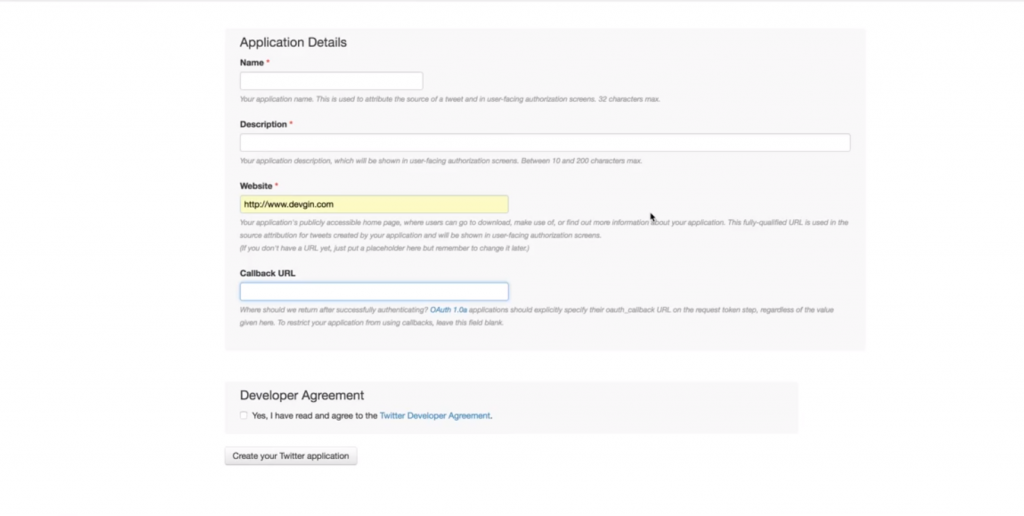 Application Details
Name *
Your application name. This is used to attribute the source of a tweet and in user-facing authorization screens. 32 characters max.
Description *
Your application description, which will be shown in user-facing authorization screens. Between 10 and 200 characters max.
Website *
http://www.devgin.com
Your application's publicly accessible home page, where users can go to download, make use of, or find out more information about your application. This fully-qualified URL is used in the
source attribution for tweets created by your application and will be shown in user-facing authorization screens.
(If you don't have a URL yet, just put a placeholder here but remember to change it later.)
Callback URL
Where should we return after successfully authenticating? OAuth 1.0a applications should explicitly specify their oauth_callback URL on the request token step, regardless of the value
given here. To restrict your application from using callbacks, leave this field blank.
Developer Agreement
Yes, I have read and agree to the Twitter Developer Agreement.
Create your Twitter application